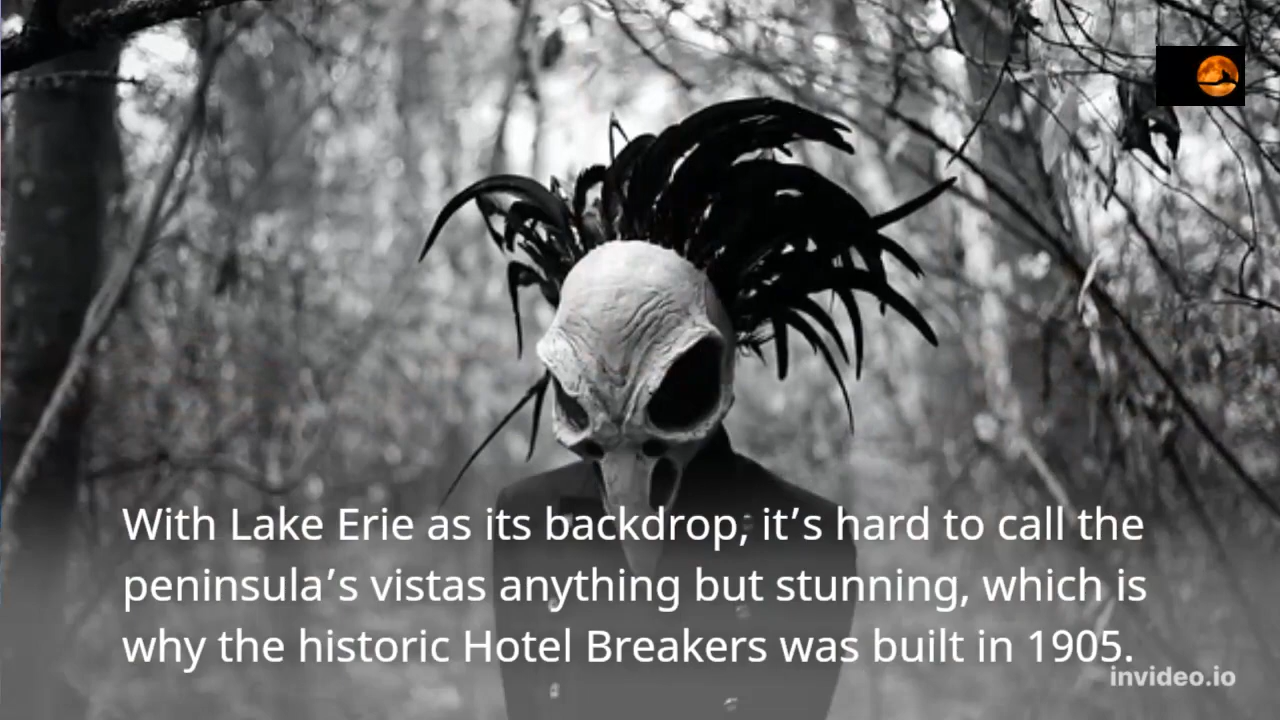 With Lake Erie as its backdrop, it’s hard to call the
peninsula’s vistas anything but stunning, which is
why the historic Hotel Breakers was built in 1905.
invideo.io